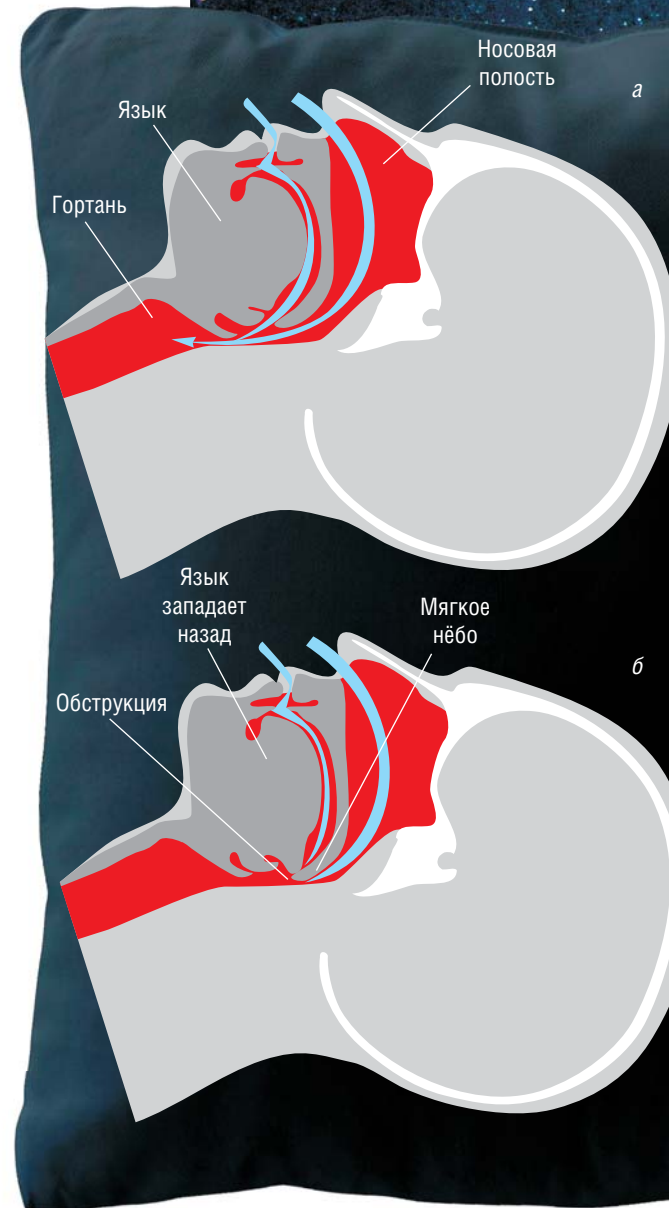 Носовая
полость
а
Язык
Гортань
Язык
западает
назад
Мягкое
нёбо
б
Обструкция